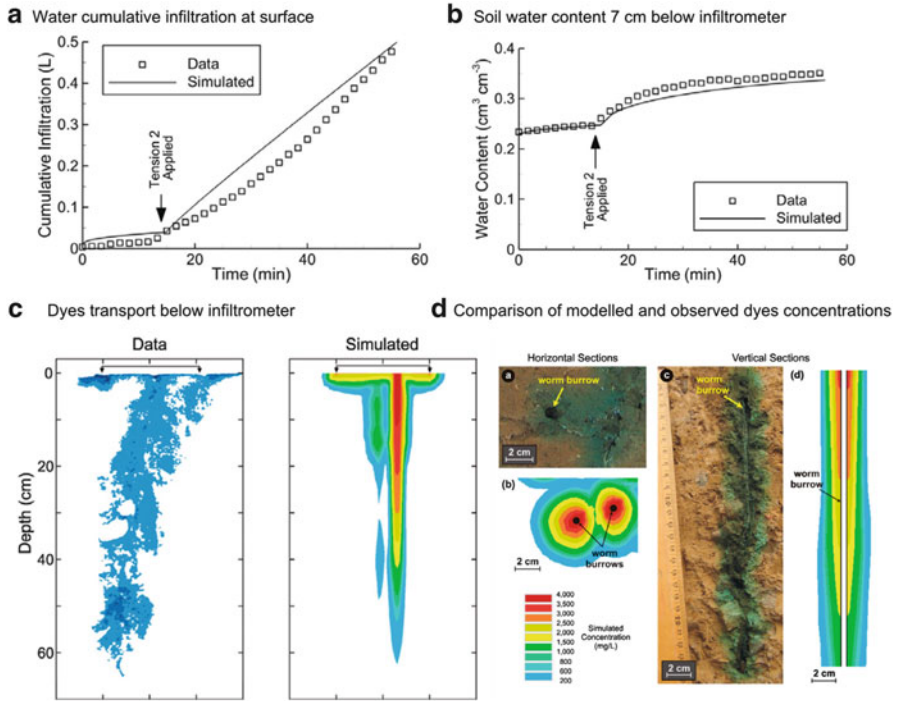 a Water cumulative infiltration at surface
Cumulative Infiltration (L)
0.5
0.4
0.3
0.2
0.1
0
Data
Simulated
Tension 2
Applied
0 20 40 60
Time (min)
b Soil water content 7 cm below infiltrometer
Water Content (cm³ cm⁻³)
0.4
0.3
0.2
0.1
0
Tension 2
Applied
Data
Simulated
0 20 40 60
Time (min)
c Dyes transport below infiltrometer
Data
Simulated
Depth (cm)
0
20
40
60
d Comparison of modelled and observed dyes concentrations
Horizontal Sections
a
worm burrow
2 cm
(b)
worm
burrows
2 cm
4,000
3,500
3,000
2,500
2,000
1,500
1,000
800
600
200
Simulated
Concentration
(mg/L)
Vertical Sections
c
worm
burrow
2 cm
(d)
worm
burrow
2 cm